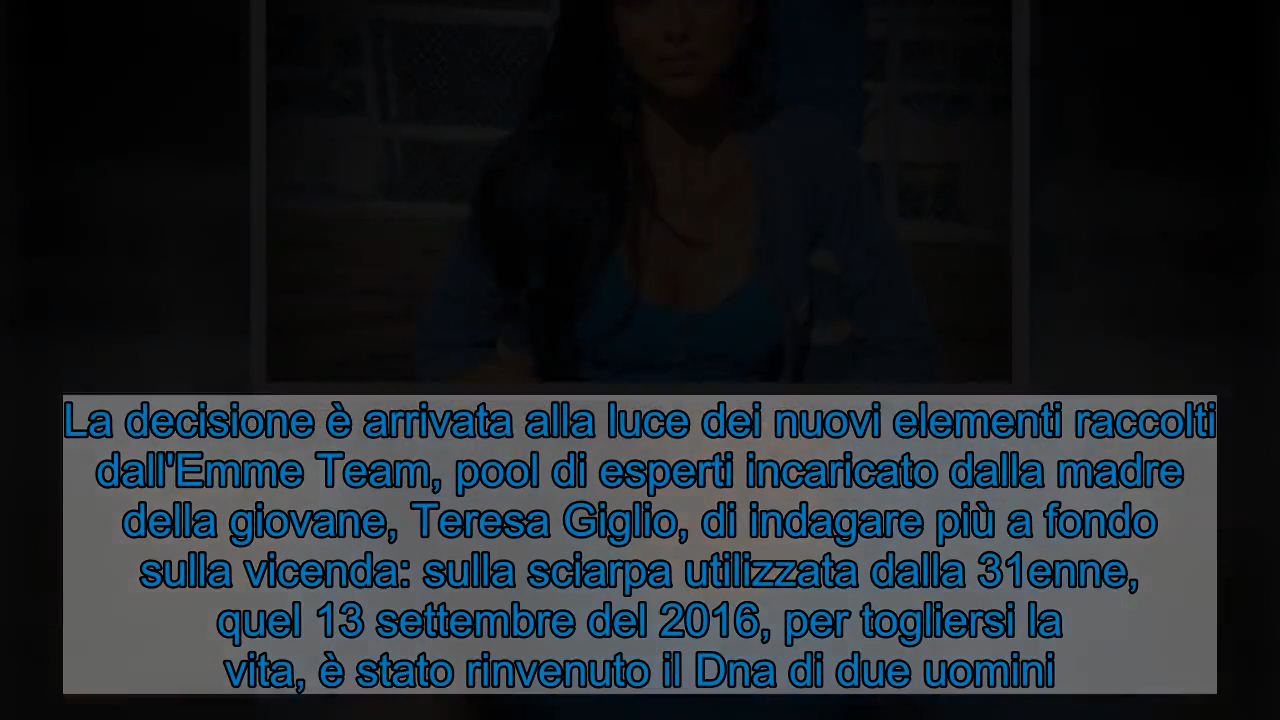 La decisione è arrivata alla luce dei nuovi elementi raccolti
dall'Emme Team, pool di esperti incaricato dalla madre
della giovane, Teresa Giglio, di indagare più a fondo
sulla vicenda: sulla sciarpa utilizzata dalla 31enne,
quel 13 settembre del 2016, per togliersi la
vita, è stato rinvenuto il Dna di due uomini